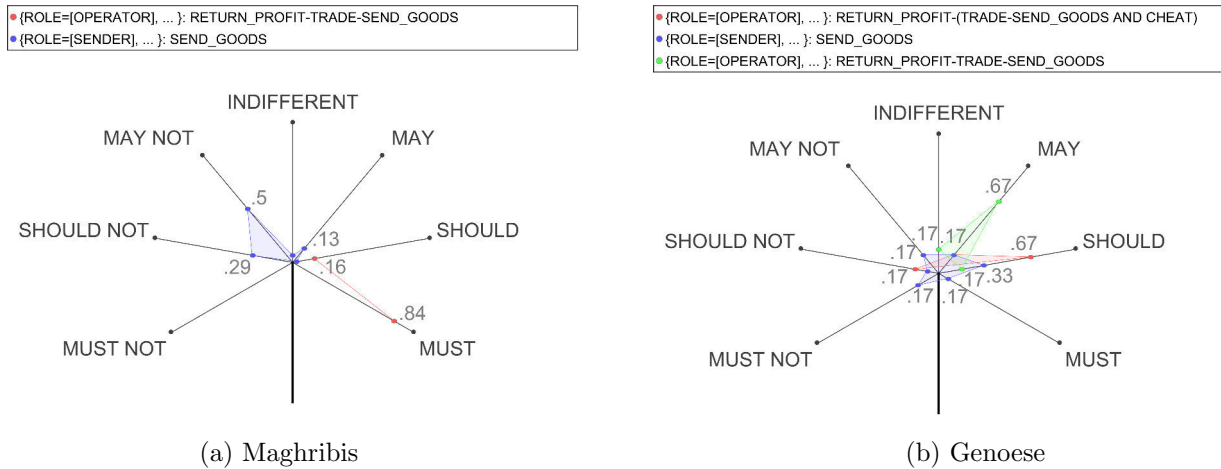 {ROLE=[OPERATOR], ... }: RETURN_PROFIT-TRADE-SEND_GOODS
{ROLE=[SENDER], ... }: SEND_GOODS
INDIFFERENT
MAY NOT
MAY
.5
SHOULD NOT
SHOULD
.13
.29
.16
.84
MUST NOT
MUST
(a) Maghribis
{ROLE=[OPERATOR], ... }: RETURN_PROFIT-(TRADE-SEND_GOODS AND CHEAT)
{ROLE=[SENDER], ... }: SEND_GOODS
{ROLE=[OPERATOR], ... }: RETURN_PROFIT-TRADE-SEND_GOODS
INDIFFERENT
MAY NOT
MAY
.67
.17
.17
SHOULD NOT
SHOULD
.17
.67
.17
.17
.33
.17
.17
MUST NOT
MUST
(b) Genoese